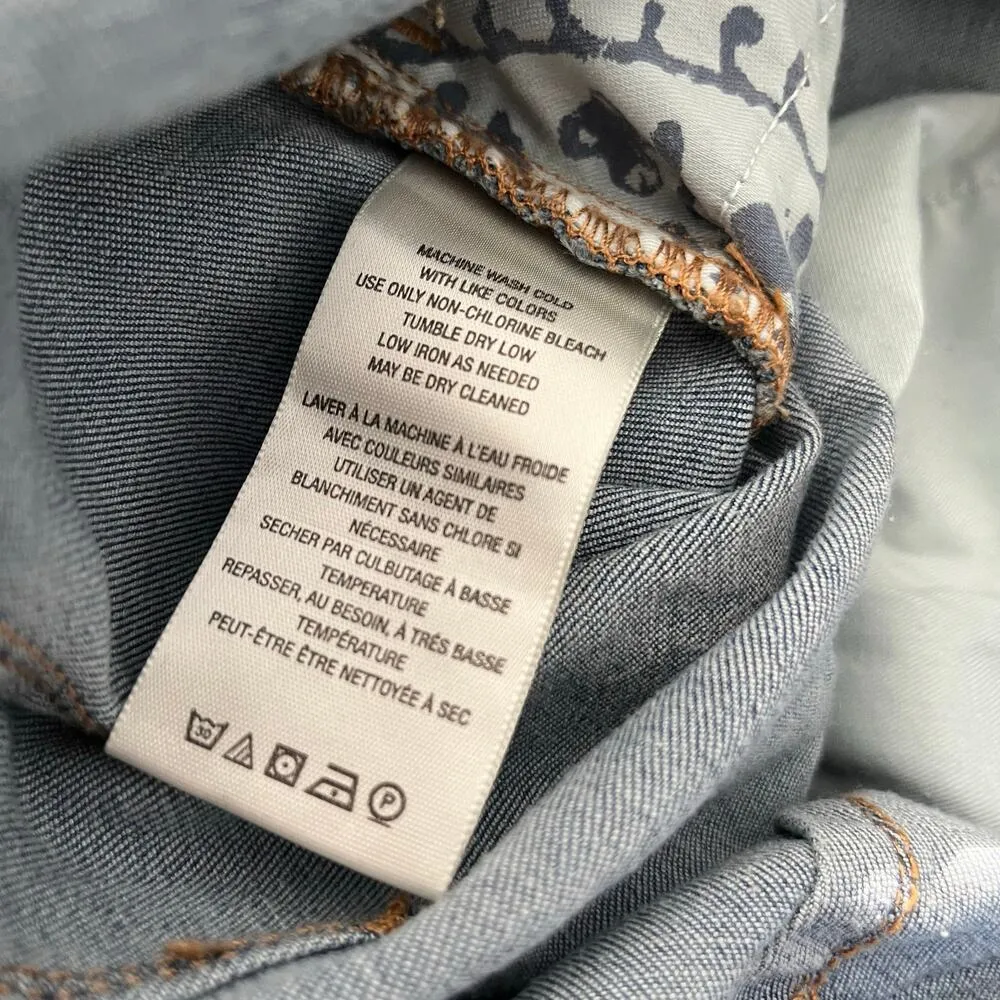 MACHINE WASH COLD
WITH LIKE COLORS
USE ONLY NON-CHLORINE BLEACH
TUMBLE DRY LOW
LOW IRON AS NEEDED
MAY BE DRY CLEANED
LAVER À LA MACHINE À L'EAU FROIDE
AVEC COULEURS SIMILAIRES
UTILISER UN AGENT DE
BLANCHIMENT SANS CHLORE SI
NÉCESSAIRE
SECHER PAR CULBUTAGE À BASSE
TEMPERATURE
REPASSER, AU BESOIN, À TRÉS BASSE
TEMPÉRATURE
PEUT-ÊTRE ÊTRE NETTOYÉE À SEC
30 P